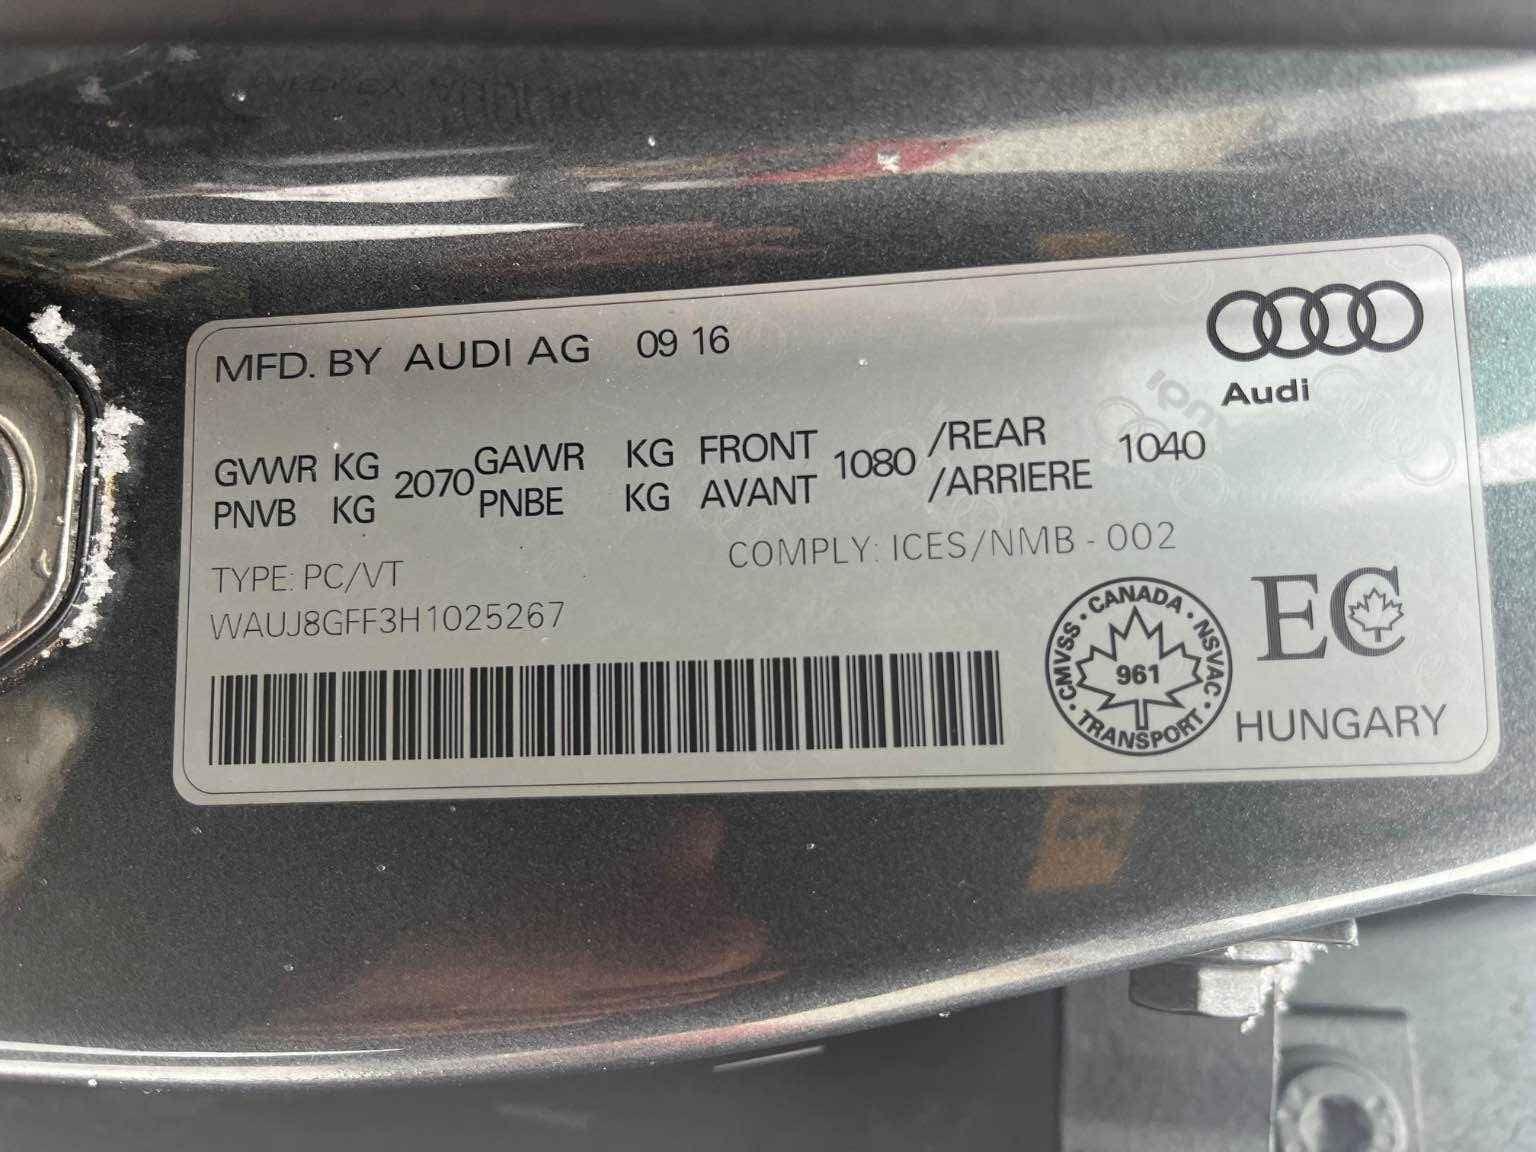 MFD. BY AUDI AG 09 16
Audi
GVWR KG 2070 GAWR KG FRONT 1080 /REAR 1040
PNVB KG PNBE KG AVANT /ARRIERE
COMPLY: ICES/NMB - 002
TYPE: PC/VT
WAUJ8GFF3H1025267
CANADA · NSVAC · TRANSPORT · CMVSS ·
961
EC
HUNGARY